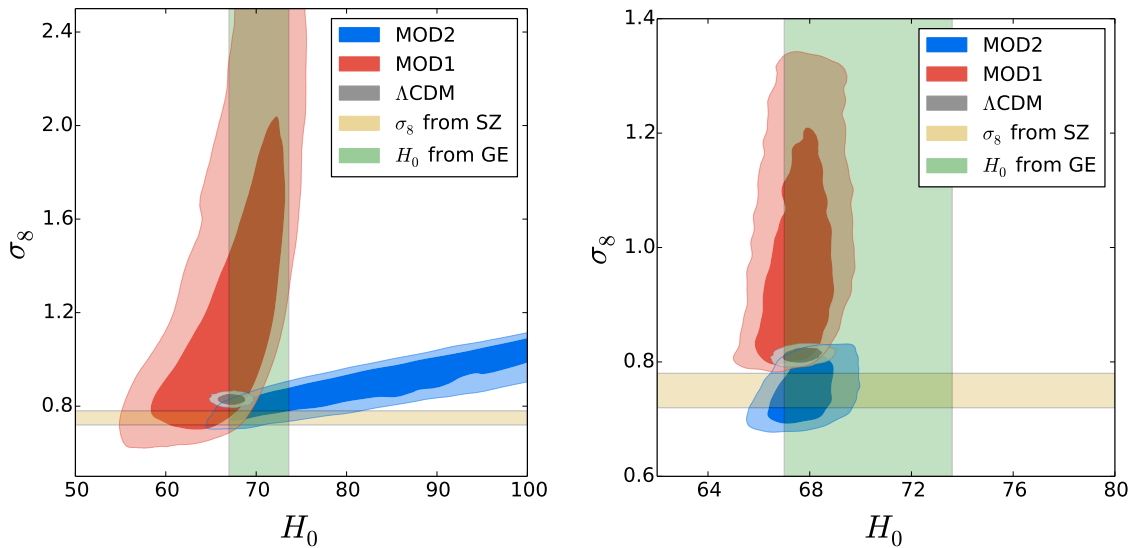 2.4
2.0
1.6
1.2
0.8
σ₈
50
60
70
80
90
100
H₀
MOD2
MOD1
ΛCDM
σ₈ from SZ
H₀ from GE
1.4
1.2
1.0
0.8
0.6
σ₈
64
68
72
76
80
H₀
MOD2
MOD1
ΛCDM
σ₈ from SZ
H₀ from GE